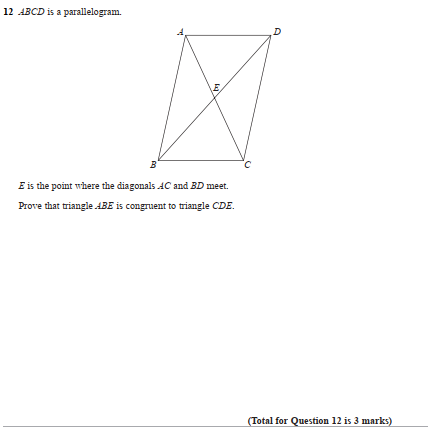 12 ABCD is a parallelogram.
A D
E
B C
E is the point where the diagonals AC and BD meet.
Prove that triangle ABE is congruent to triangle CDE.
(Total for Question 12 is 3 marks)